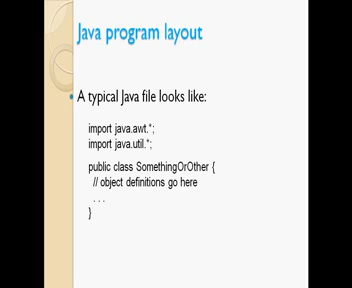 Java program layout
• A typical Java file looks like:
import java.awt.*;
import java.util.*;
public class SomethingOrOther {
// object definitions go here
. . .
}